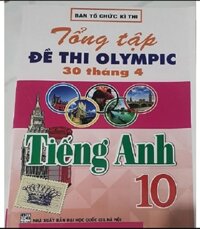 BAN TỔ CHỨC KÌ THI
Tổng tập
ĐỀ THI OLYMPIC
30 tháng 4
Tiếng Anh
10
NHÀ XUẤT BẢN ĐẠI HỌC QUỐC GIA HÀ NỘI